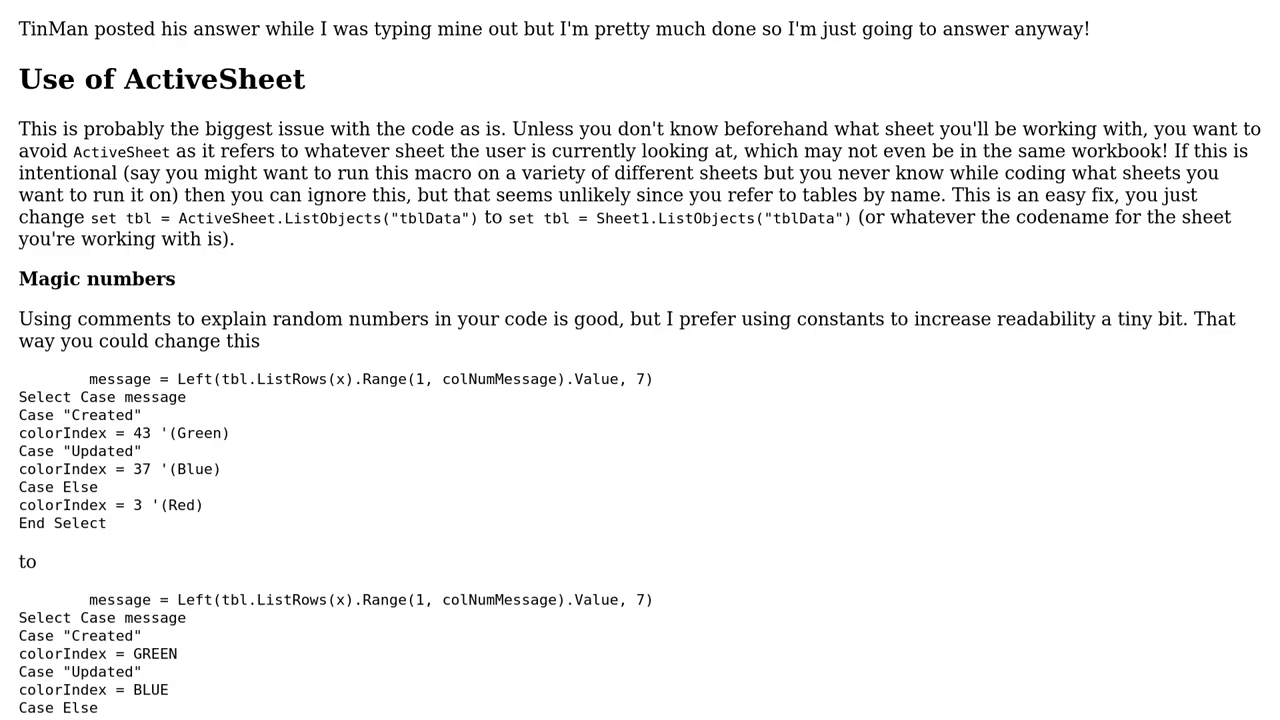 TinMan posted his answer while I was typing mine out but I'm pretty much done so I'm just going to answer anyway!
Use of ActiveSheet
This is probably the biggest issue with the code as is. Unless you don't know beforehand what sheet you'll be working with, you want to
avoid ActiveSheet as it refers to whatever sheet the user is currently looking at, which may not even be in the same workbook! If this is
intentional (say you might want to run this macro on a variety of different sheets but you never know while coding what sheets you
want to run it on) then you can ignore this, but that seems unlikely since you refer to tables by name. This is an easy fix, you just
change set tbl = ActiveSheet.ListObjects("tblData") to set tbl = Sheet1.ListObjects("tblData") (or whatever the codename for the sheet
you're working with is).
Magic numbers
Using comments to explain random numbers in your code is good, but I prefer using constants to increase readability a tiny bit. That
way you could change this
        message = Left(tbl.ListRows(x).Range(1, colNumMessage).Value, 7)
Select Case message
Case "Created"
colorIndex = 43 '(Green)
Case "Updated"
colorIndex = 37 '(Blue)
Case Else
colorIndex = 3 '(Red)
End Select
to
        message = Left(tbl.ListRows(x).Range(1, colNumMessage).Value, 7)
Select Case message
Case "Created"
colorIndex = GREEN
Case "Updated"
colorIndex = BLUE
Case Else